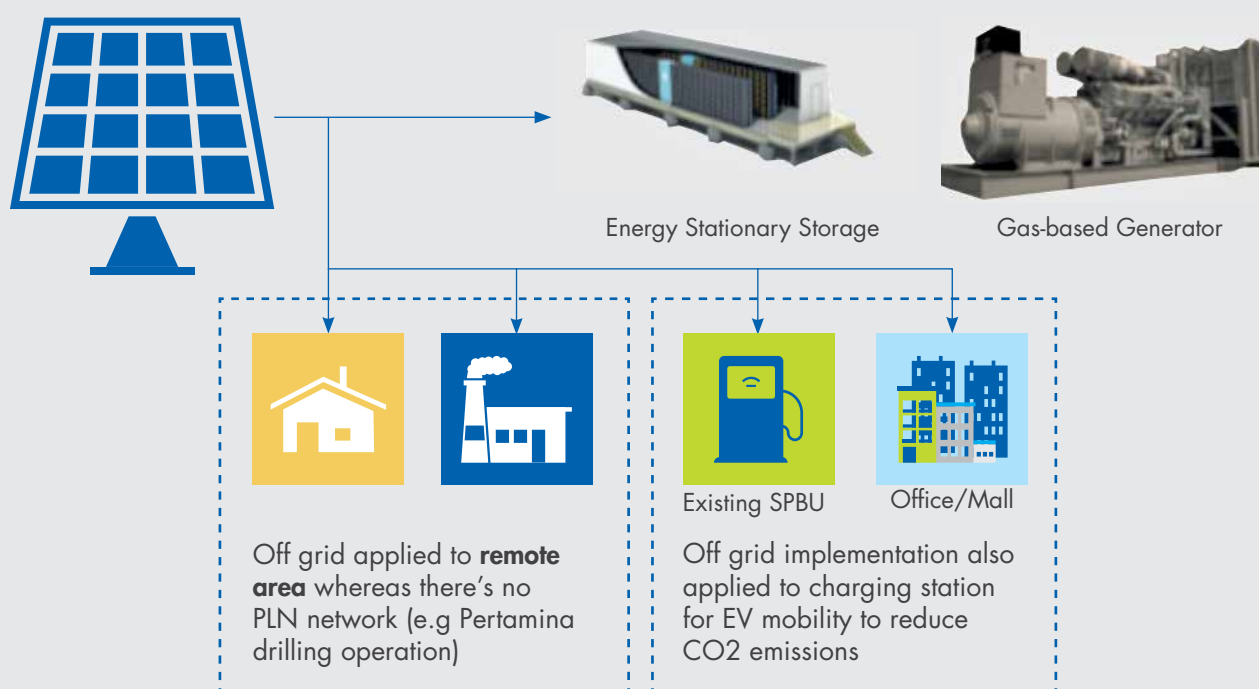 Energy Stationary Storage
Gas-based Generator
Existing SPBU
Office/Mall
Off grid applied to remote
area whereas there's no
PLN network (e.g Pertamina
drilling operation)
Off grid implementation also
applied to charging station
for EV mobility to reduce
CO2 emissions